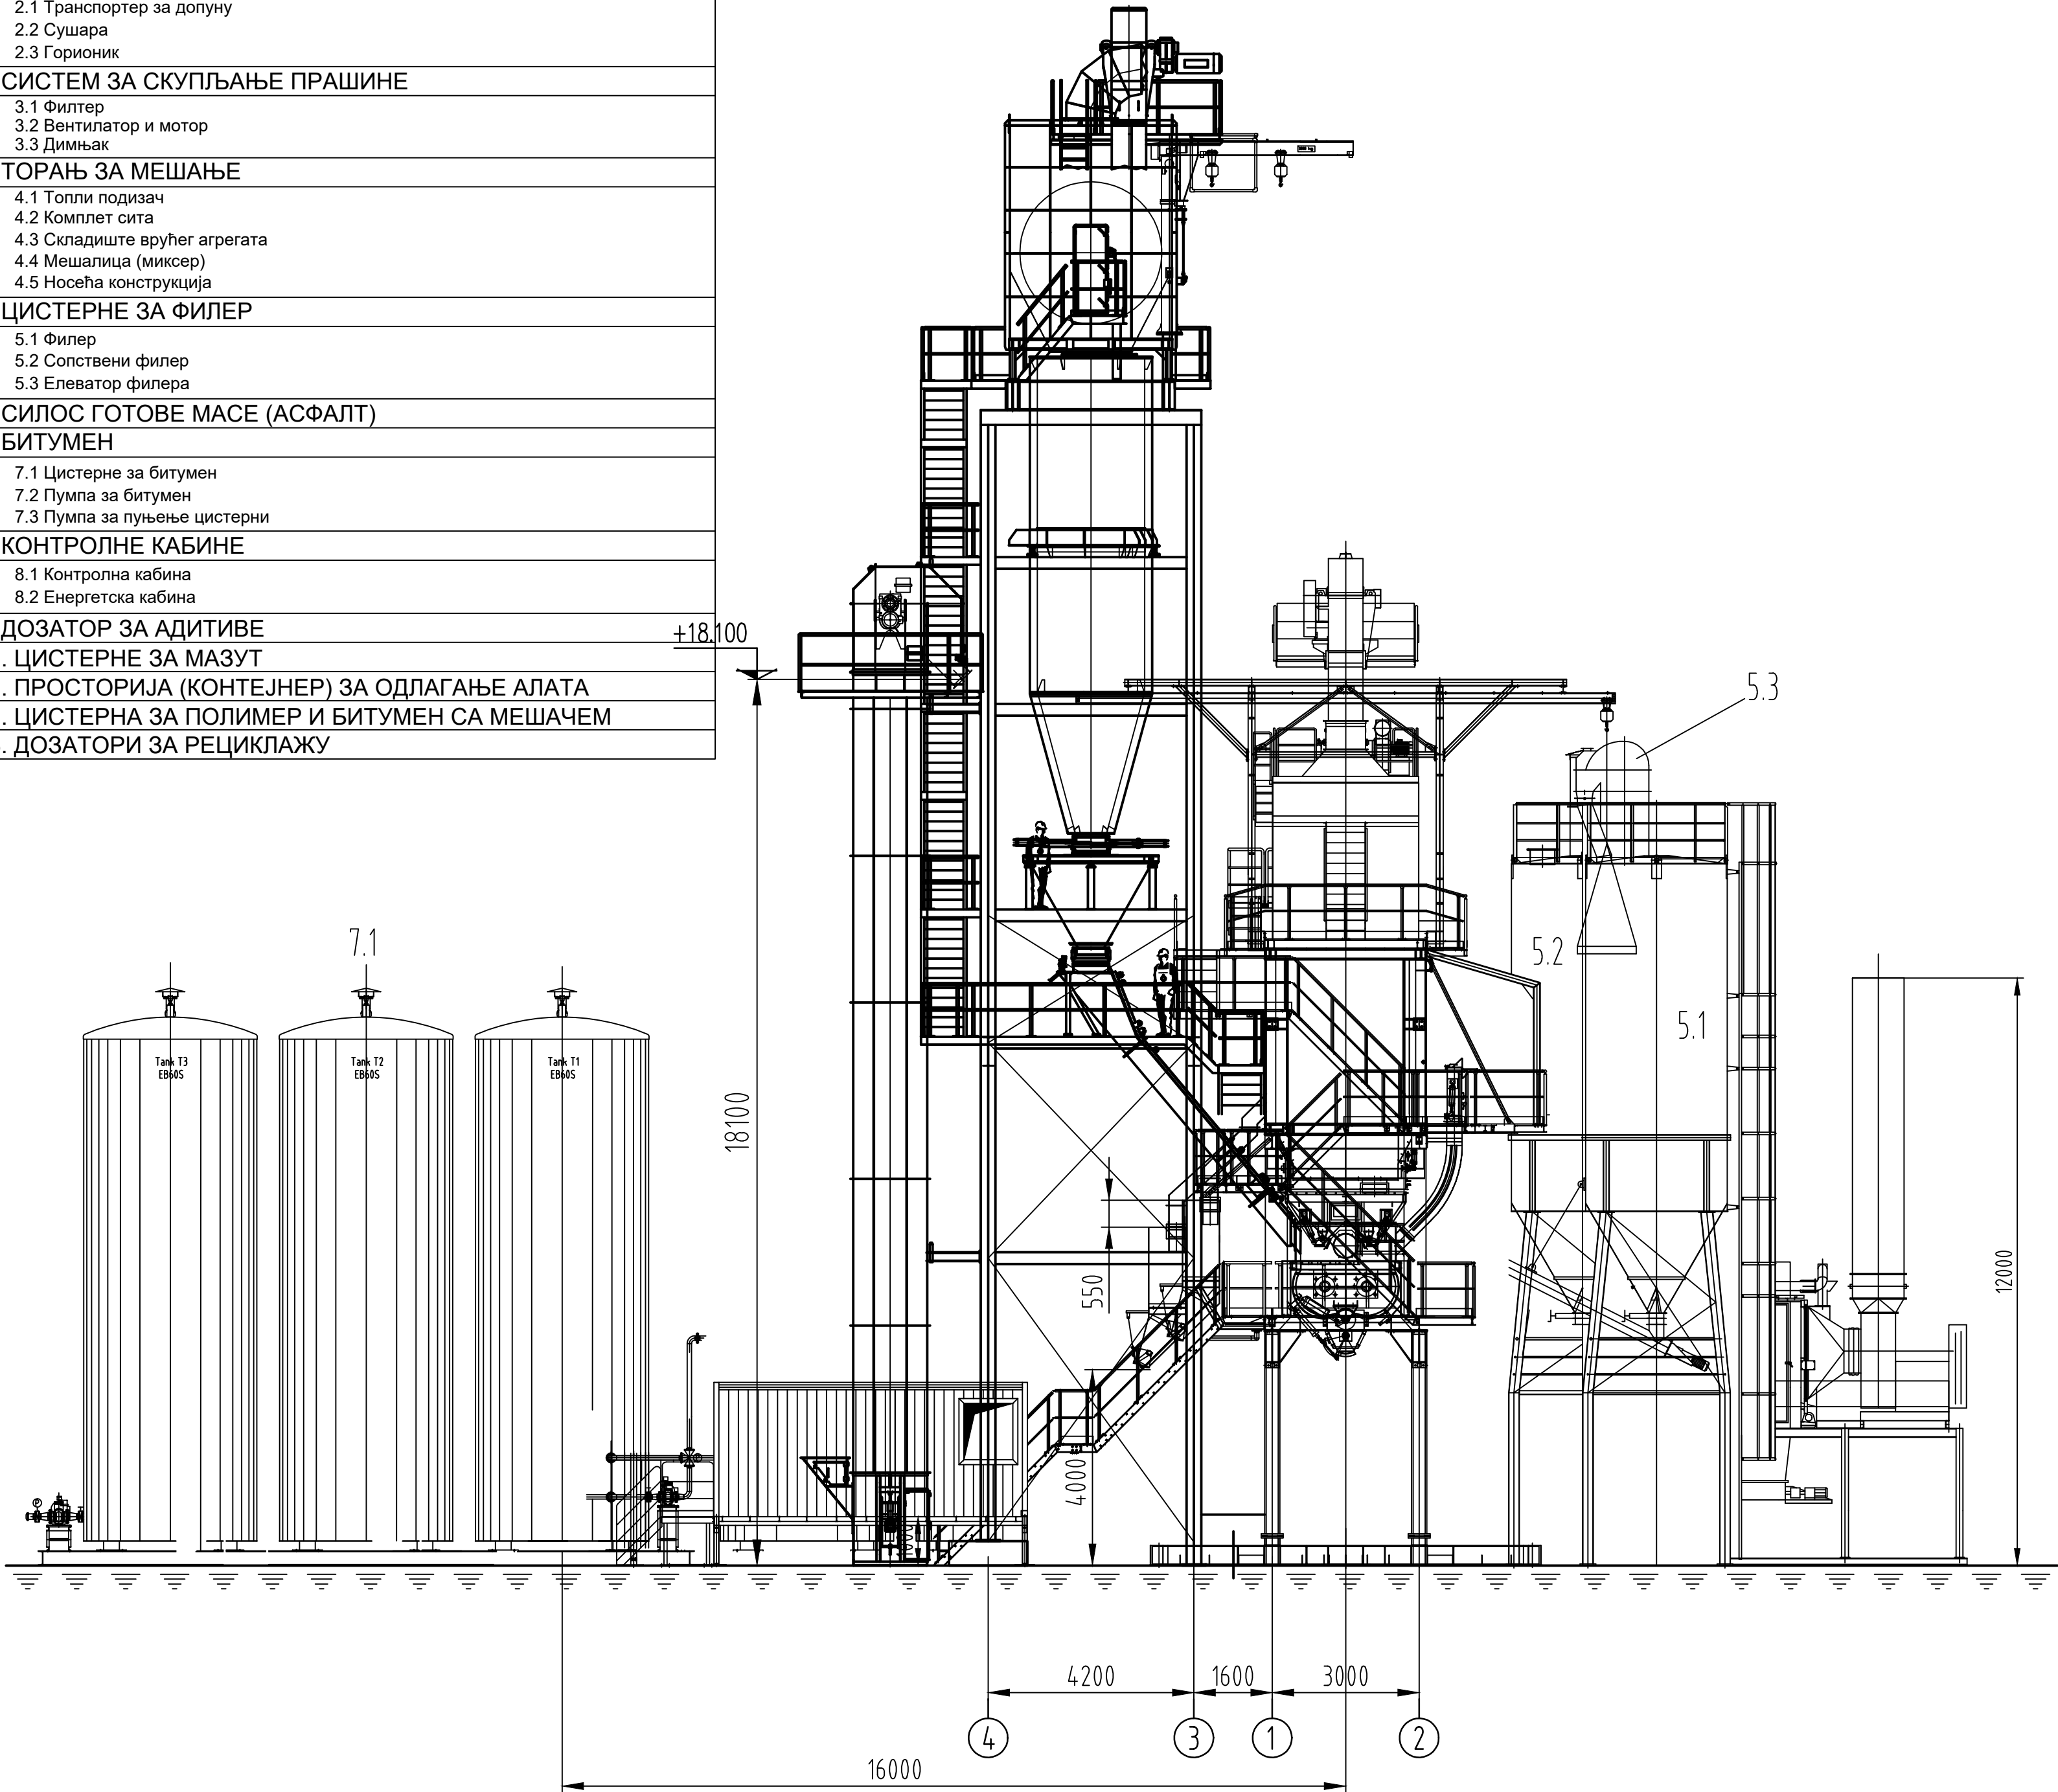 2.1 Транспортер за допуну
2.2 Сушара
2.3 Горионик
СИСТЕМ ЗА СКУПЉАЊЕ ПРАШИНЕ
3.1 Филтер
3.2 Вентилатор и мотор
3.3 Димњак
ТОРАЊ ЗА МЕШАЊЕ
4.1 Топли подизач
4.2 Комплет сита
4.3 Складиште врућег агрегата
4.4 Мешалица (миксер)
4.5 Носећа конструкција
ЦИСТЕРНЕ ЗА ФИЛЕР
5.1 Филер
5.2 Сопствени филер
5.3 Елеватор филера
СИЛОС ГОТОВЕ МАСЕ (АСФАЛТ)
БИТУМЕН
7.1 Цистерне за битумен
7.2 Пумпа за битумен
7.3 Пумпа за пуњење цистерни
КОНТРОЛНЕ КАБИНЕ
8.1 Контролна кабина
8.2 Енергетска кабина
ДОЗАТОР ЗА АДИТИВЕ
. ЦИСТЕРНЕ ЗА МАЗУТ
. ПРОСТОРИЈА (КОНТЕЈНЕР) ЗА ОДЛАГАЊЕ АЛАТА
. ЦИСТЕРНА ЗА ПОЛИМЕР И БИТУМЕН СА МЕШАЧЕМ
. ДОЗАТОРИ ЗА РЕЦИКЛАЖУ
+18.100
5.3
7.1
5.2
5.1
Tank T3
EB60S
Tank T2
EB60S
Tank T1
EB60S
18100
550
12000
4000
4200
1600
3000
4
3
1
2
16000